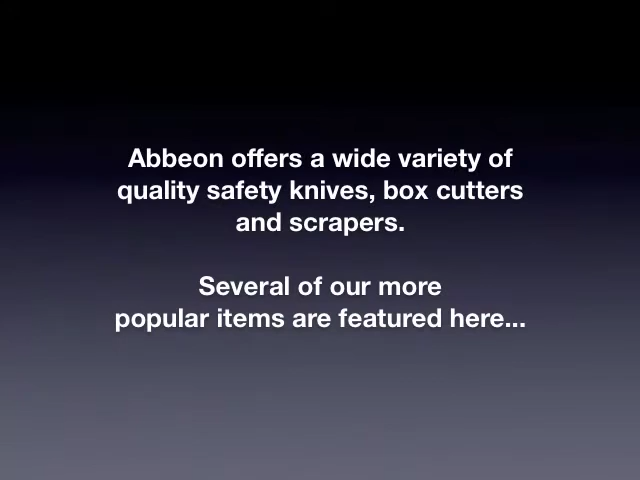 Abbeon offers a wide variety of
quality safety knives, box cutters
and scrapers.
Several of our more
popular items are featured here...